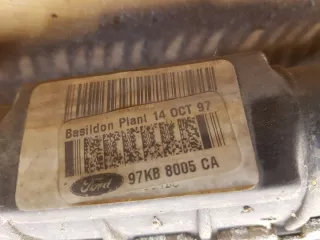 Basildon Plant 14 OCT 97
Ford 97KB 8005 CA